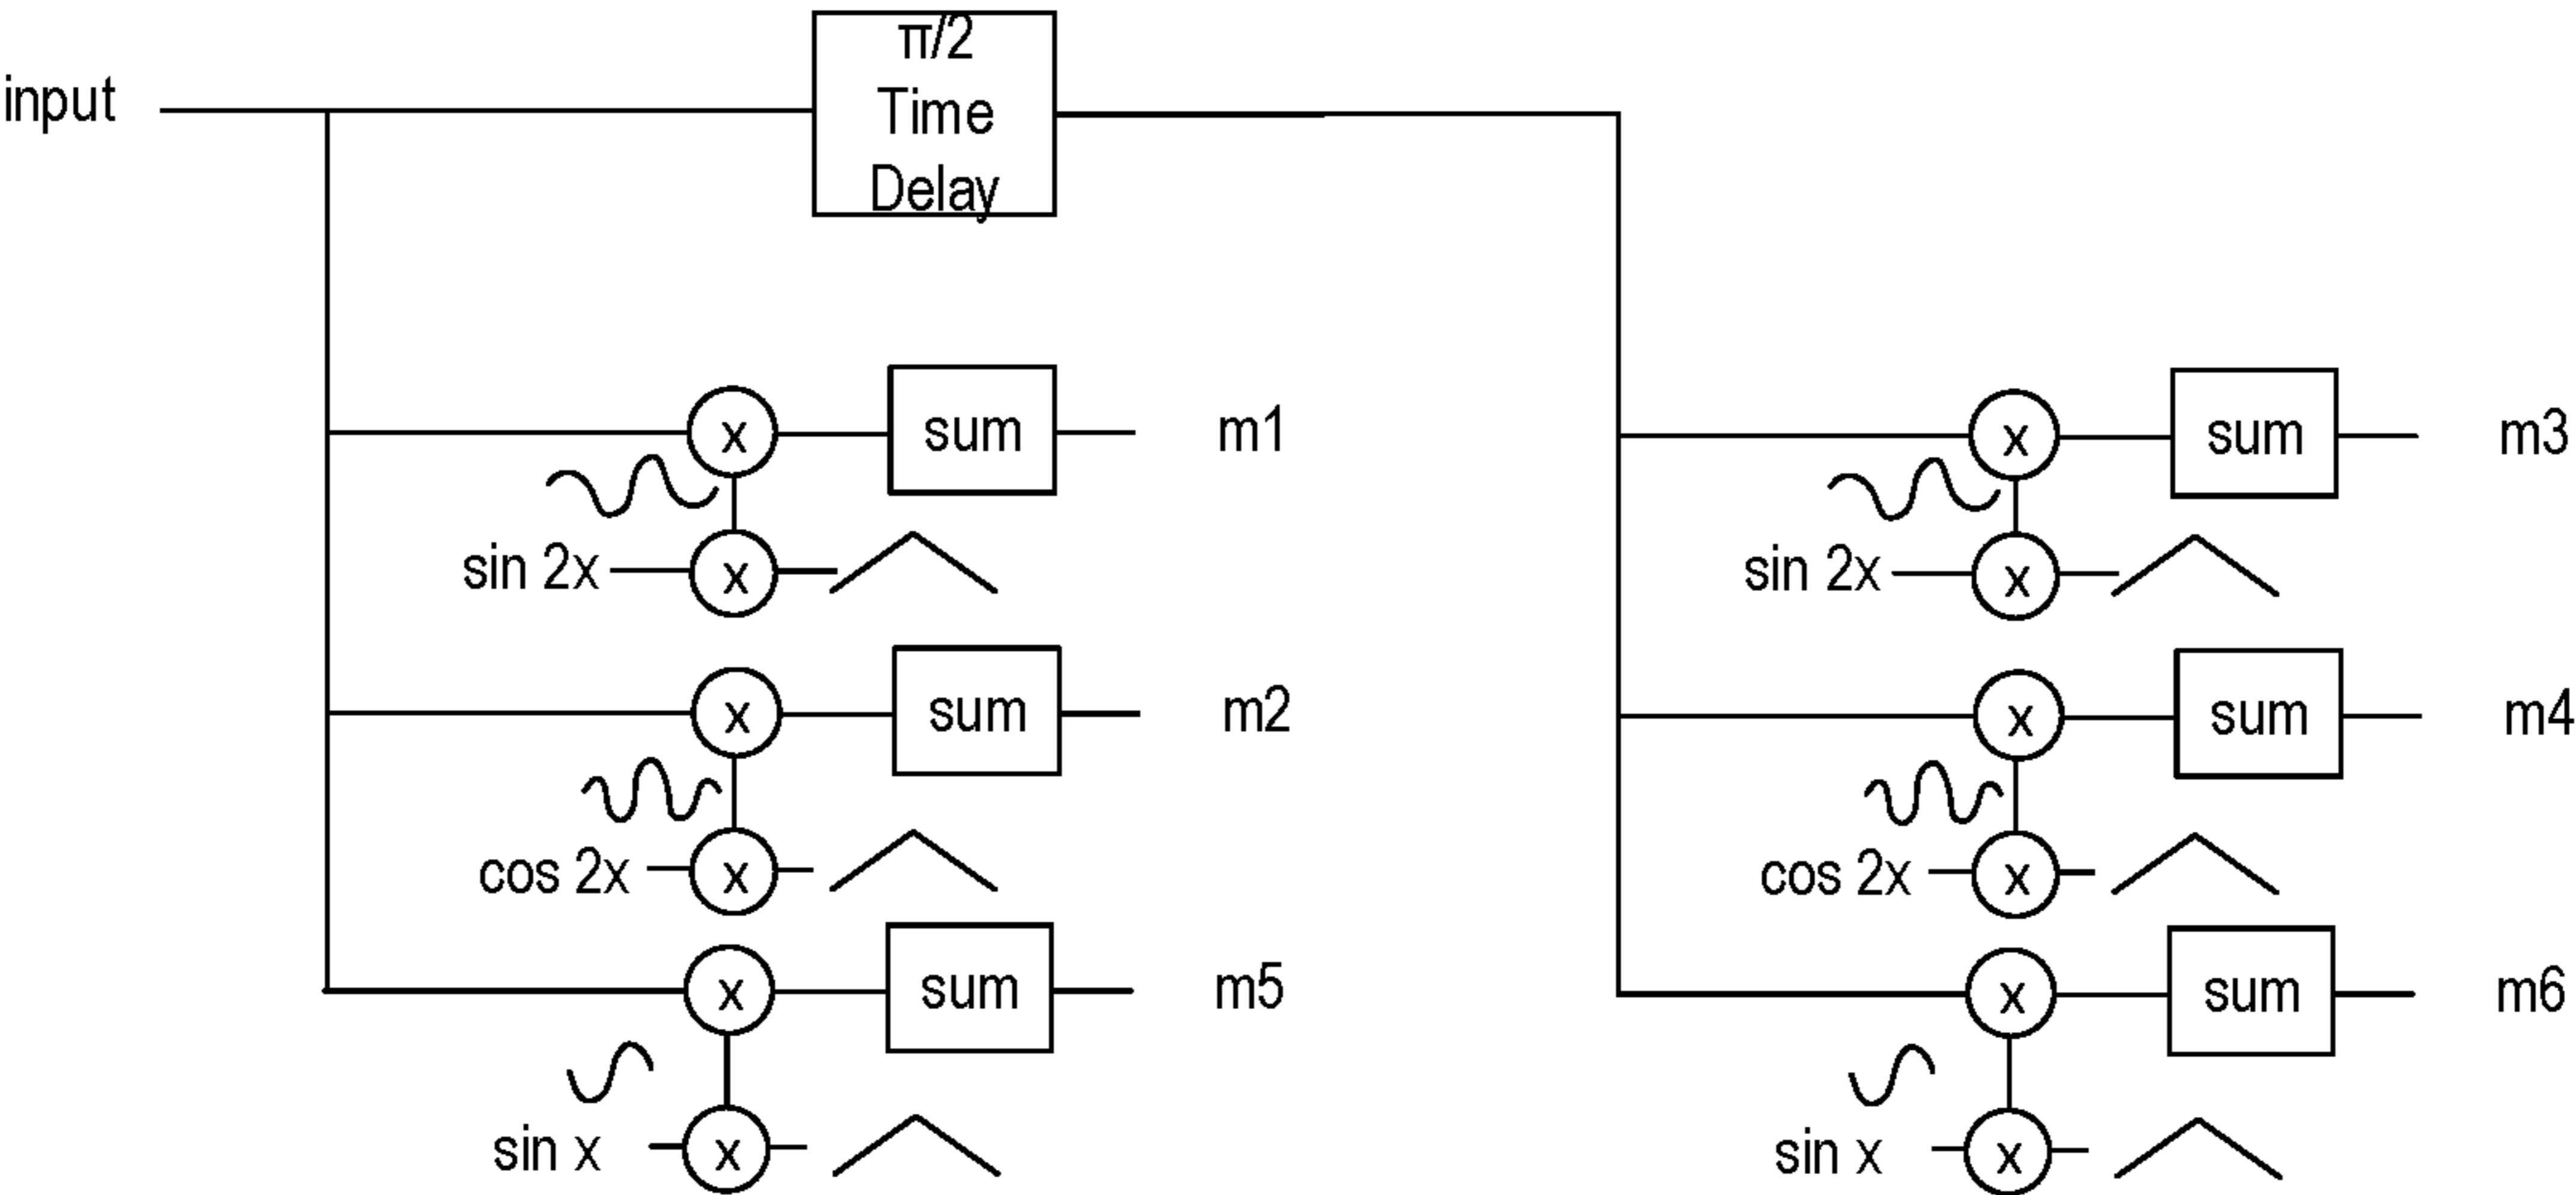 π/2
Time
Delay
input
x
sum
m1
x
sum
m3
sin 2x
x
sin 2x
x
x
sum
m2
x
sum
m4
cos 2x
x
cos 2x
x
x
sum
m5
x
sum
m6
sin x
x
sin x
x